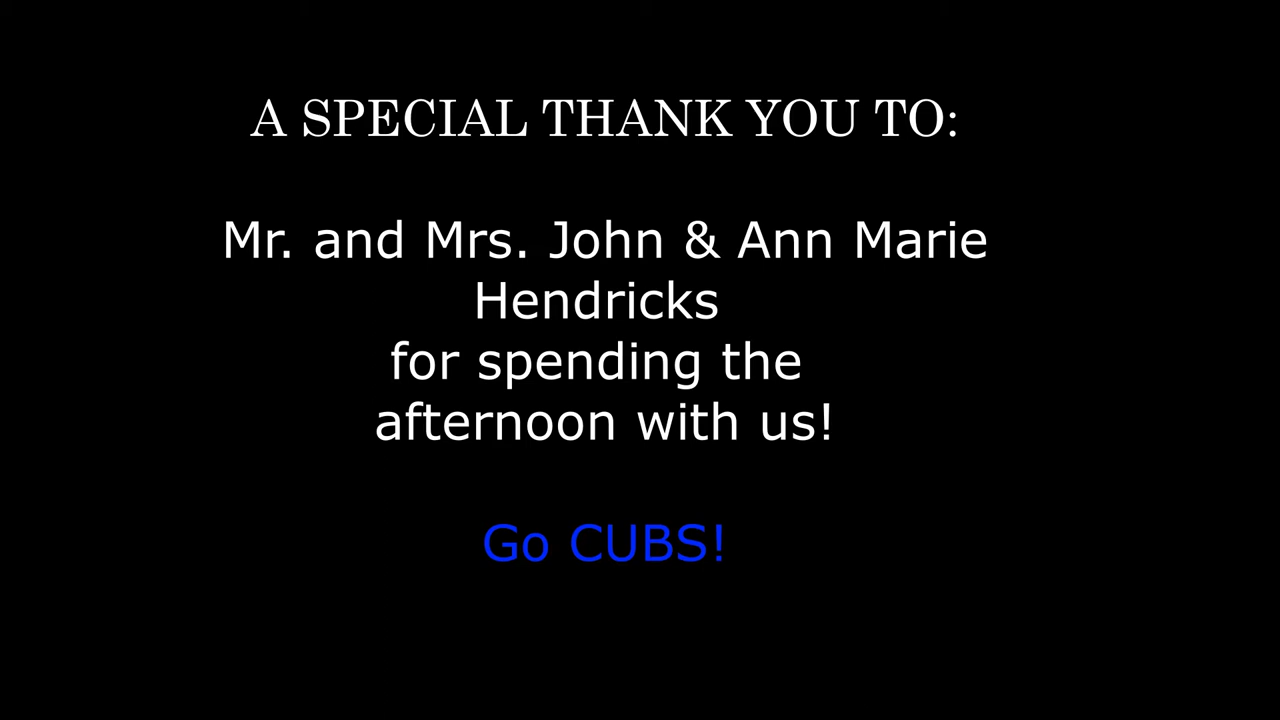 A SPECIAL THANK YOU TO:
Mr. and Mrs. John & Ann Marie
Hendricks
for spending the
afternoon with us!
Go CUBS!